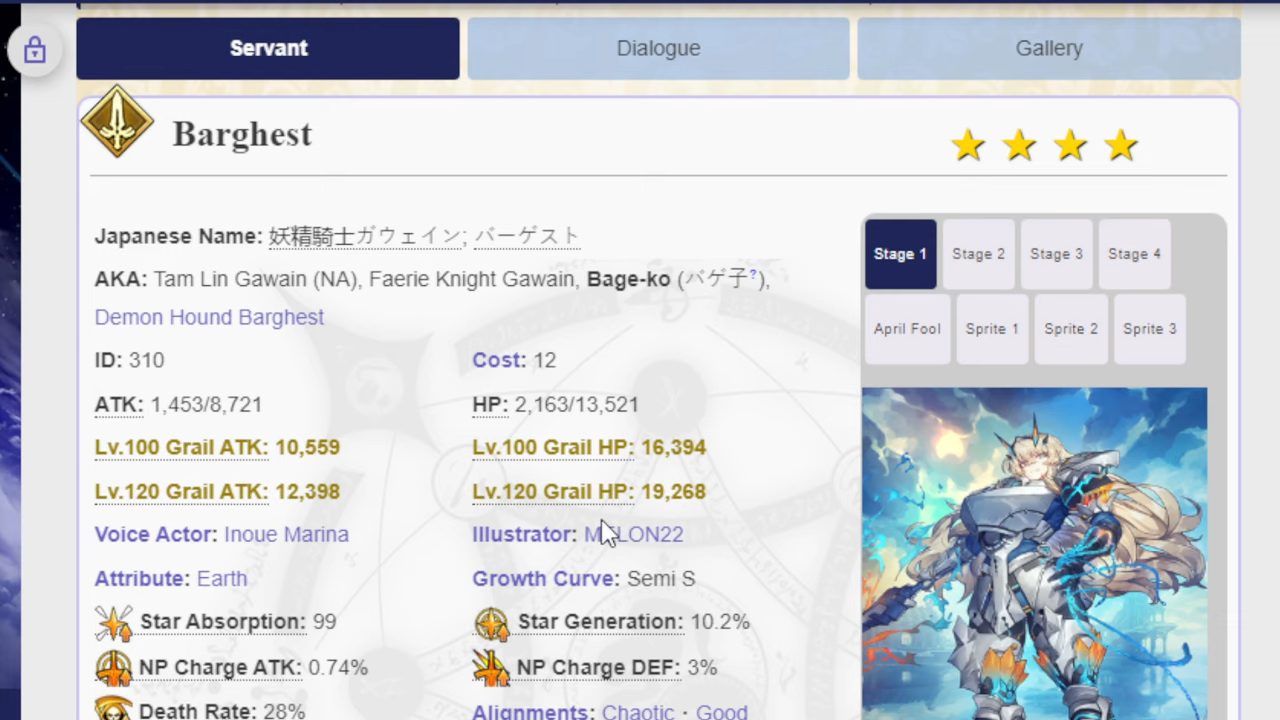 Servant
Dialogue
Gallery
Barghest
Japanese Name: 妖精騎士ガウェイン; バーゲスト
AKA: Tam Lin Gawain (NA), Faerie Knight Gawain, Bage-ko (バゲ子?),
Demon Hound Barghest
ID: 310
Cost: 12
ATK: 1,453/8,721
HP: 2,163/13,521
Lv.100 Grail ATK: 10,559
Lv.100 Grail HP: 16,394
Lv.120 Grail ATK: 12,398
Lv.120 Grail HP: 19,268
Voice Actor: Inoue Marina
Illustrator:
Attribute: Earth
Growth Curve: Semi S
Star Absorption: 99
Star Generation: 10.2%
NP Charge ATK: 0.74%
NP Charge DEF: 3%
Death Rate: 28%
Alignments: Chaotic・Good
Stage 1
Stage 2
Stage 3
Stage 4
April Fool
Sprite 1
Sprite 2
Sprite 3